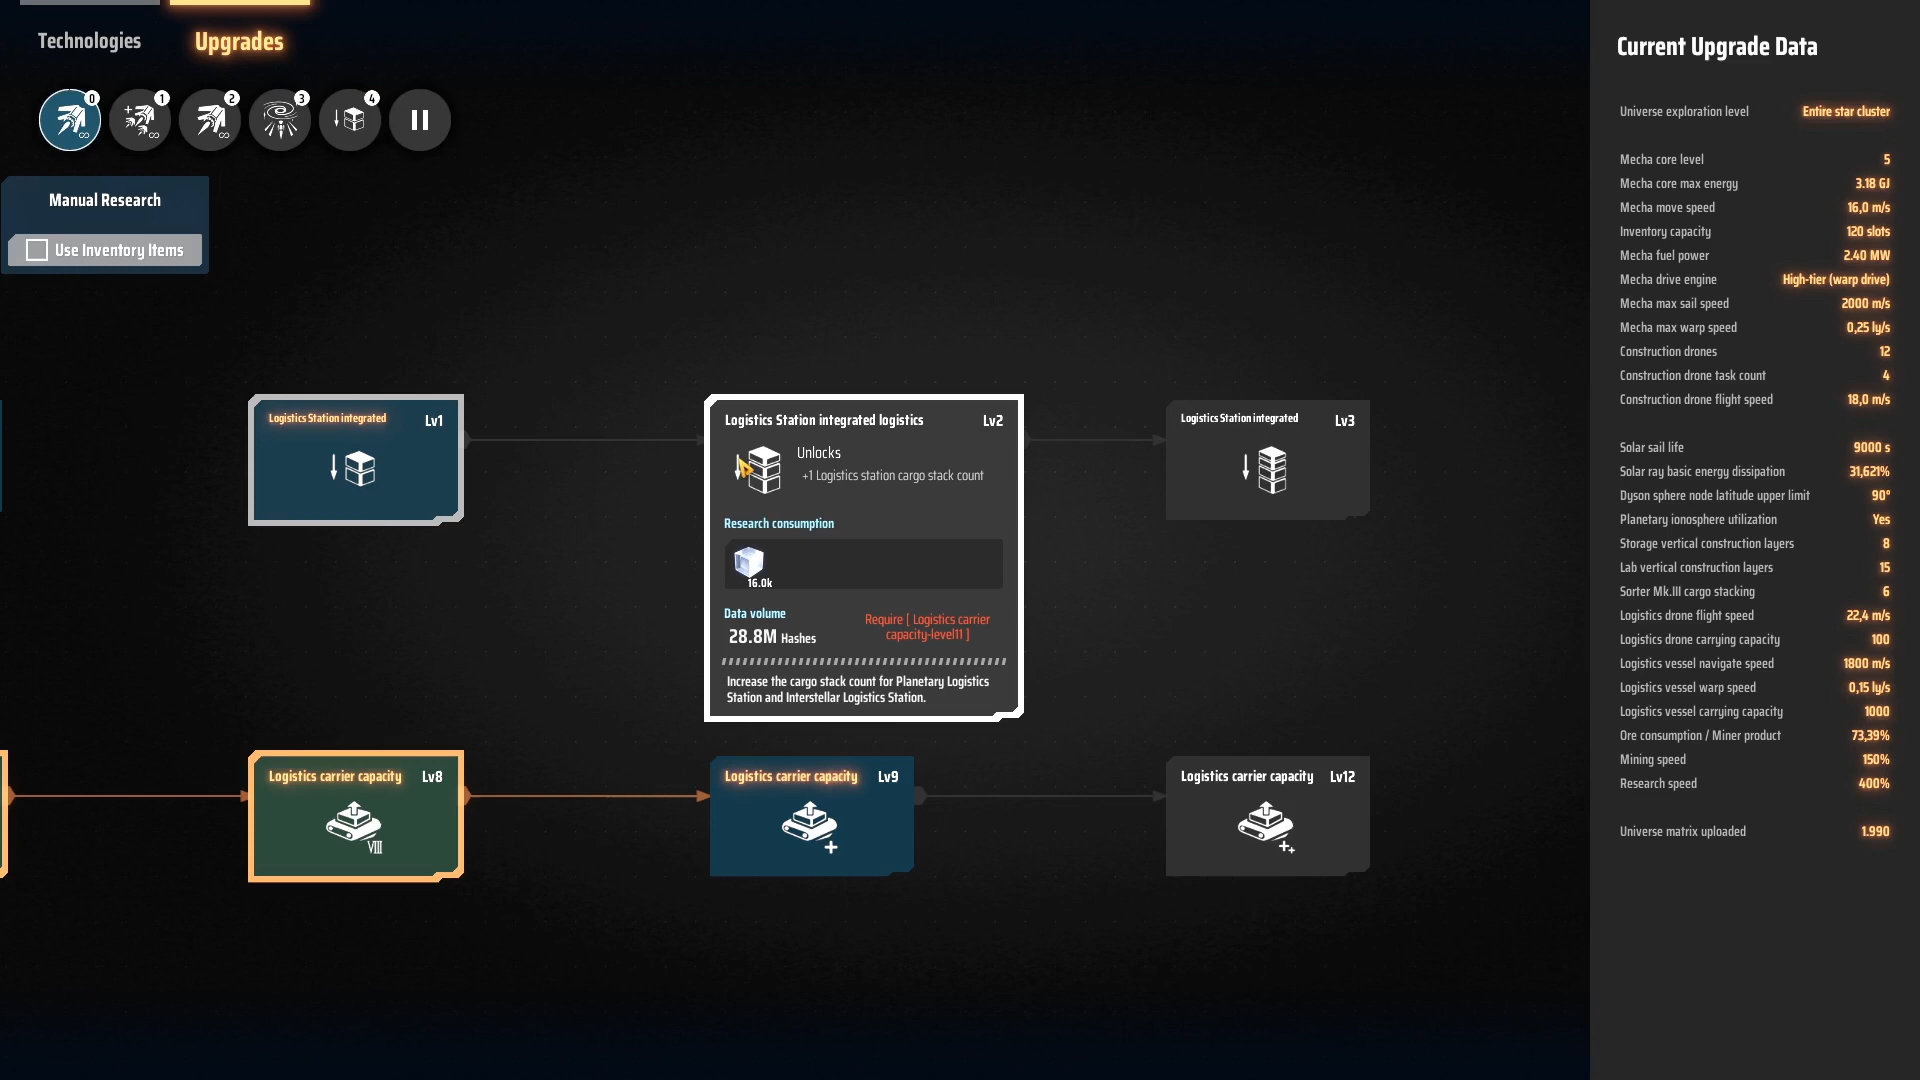 Technologies
Upgrades
0
1
2
3
4
Manual Research
Use Inventory Items
Logistics Station integrated Lv1
Logistics Station integrated logistics Lv2
Unlocks
+1 Logistics station cargo stack count
Research consumption
16.0k
Data volume
28.8M Hashes
Require [ Logistics carrier
capacity-level11 ]
Increase the cargo stack count for Planetary Logistics
Station and Interstellar Logistics Station.
Logistics Station integrated Lv3
Logistics carrier capacity Lv8
VIII
Logistics carrier capacity Lv9
Logistics carrier capacity Lv12
Current Upgrade Data
Universe exploration level Entire star cluster
Mecha core level 5
Mecha core max energy 3.18 GJ
Mecha move speed 16,0 m/s
Inventory capacity 120 slots
Mecha fuel power 2.40 MW
Mecha drive engine High-tier (warp drive)
Mecha max sail speed 2000 m/s
Mecha max warp speed 0,25 ly/s
Construction drones 12
Construction drone task count 4
Construction drone flight speed 18,0 m/s
Solar sail life 9000 s
Solar ray basic energy dissipation 31,621%
Dyson sphere node latitude upper limit 90°
Planetary ionosphere utilization Yes
Storage vertical construction layers 8
Lab vertical construction layers 15
Sorter Mk.III cargo stacking 6
Logistics drone flight speed 22,4 m/s
Logistics drone carrying capacity 100
Logistics vessel navigate speed 1800 m/s
Logistics vessel warp speed 0,15 ly/s
Logistics vessel carrying capacity 1000
Ore consumption / Miner product 73,39%
Mining speed 150%
Research speed 400%
Universe matrix uploaded 1.990